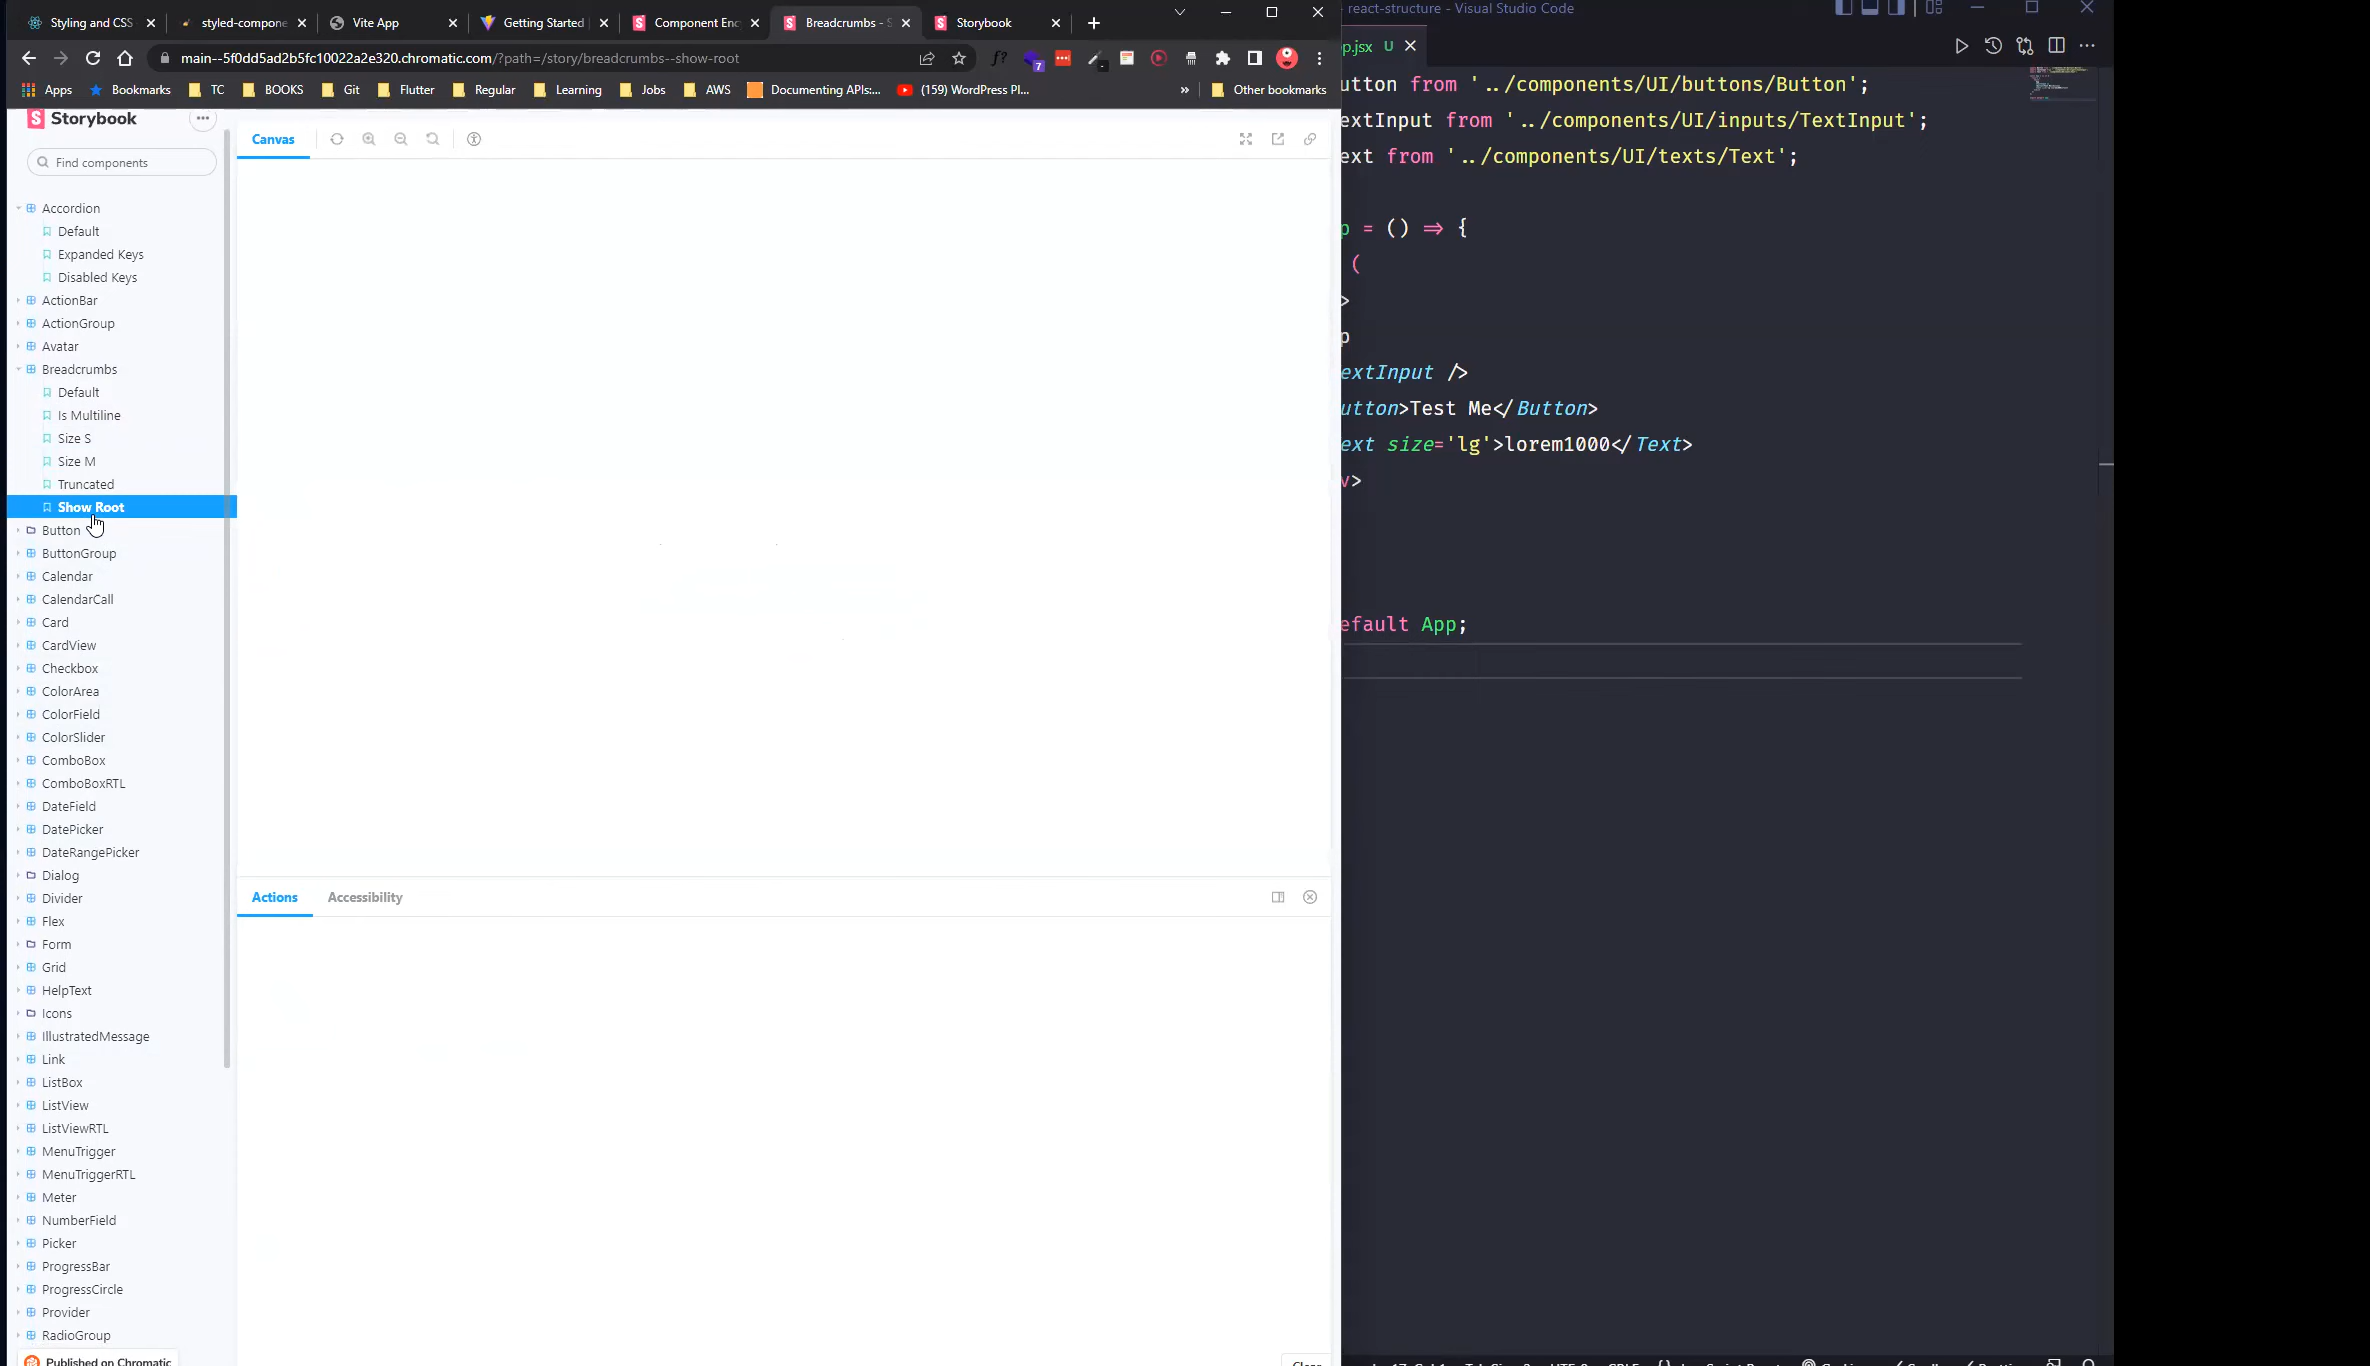 Styling and CSS
styled-compone
Vite App
Getting Started
Component Enc
Breadcrumbs - S
Storybook
react-structure - Visual Studio Code
main--5f0dd5ad2b5fc10022a2e320.chromatic.com/?path=/story/breadcrumbs--show-root
7
Apps
Bookmarks
TC
BOOKS
Git
Flutter
Regular
Learning
Jobs
AWS
Documenting APIs:...
(159) WordPress Pl...
»
Other bookmarks
Storybook
Find components
Accordion
Default
Expanded Keys
Disabled Keys
ActionBar
ActionGroup
Avatar
Breadcrumbs
Default
Is Multiline
Size S
Size M
Truncated
Show Root
Button
ButtonGroup
Calendar
CalendarCall
Card
CardView
Checkbox
ColorArea
ColorField
ColorSlider
ComboBox
ComboBoxRTL
DateField
DatePicker
DateRangePicker
Dialog
Divider
Flex
Form
Grid
HelpText
Icons
IllustratedMessage
Link
ListBox
ListView
ListViewRTL
MenuTrigger
MenuTriggerRTL
Meter
NumberField
Picker
ProgressBar
ProgressCircle
Provider
RadioGroup
Published on Chromatic
Canvas
Actions
Accessibility
p.jsx U
utton from '../components/UI/buttons/Button';
extInput from '../components/UI/inputs/TextInput';
ext from '../components/UI/texts/Text';
p = () => {
(
>
p
extInput />
utton>Test Me</Button>
ext size='lg'>lorem1000</Text>
v>
efault App;